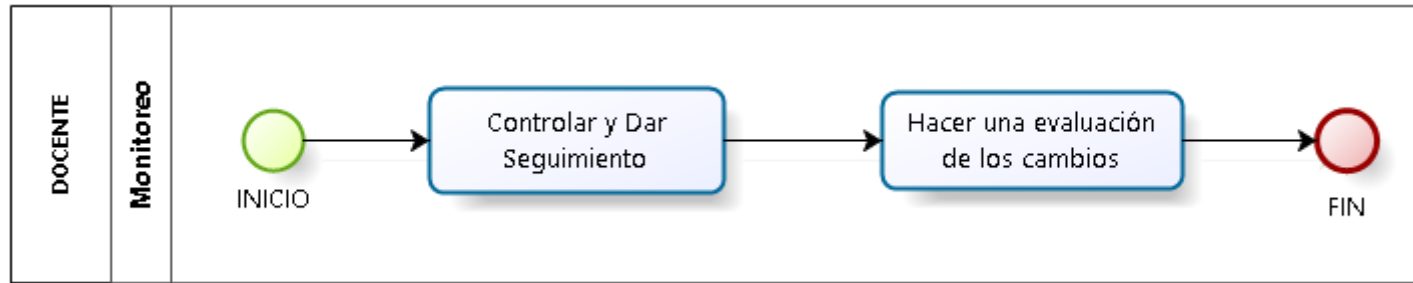 DOCENTE
Monitoreo
INICIO
Controlar y Dar
Seguimiento
Hacer una evaluación
de los cambios
FIN